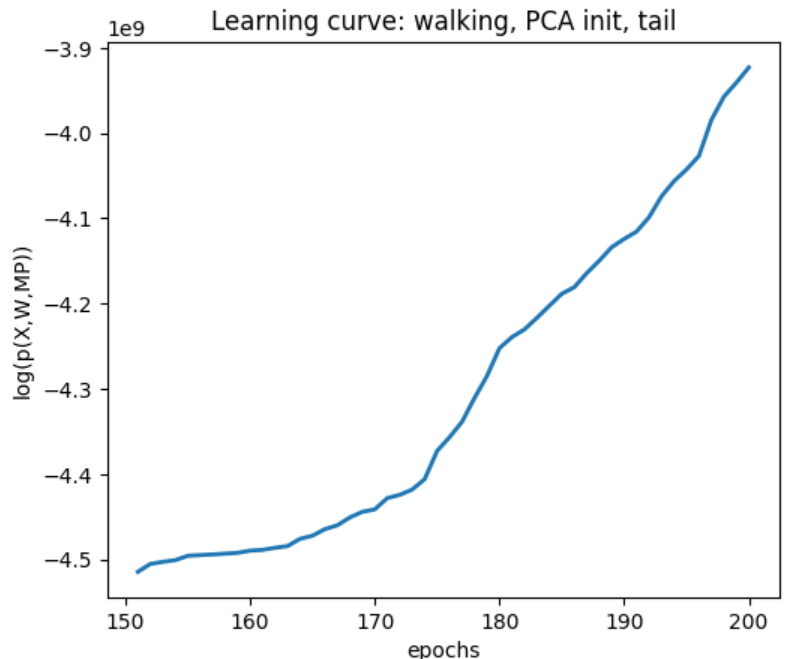 Learning curve: walking, PCA init, tail
1e9
−3.9
−4.0
−4.1
−4.2
−4.3
−4.4
−4.5
log(p(X,W,MP))
150 160 170 180 190 200
epochs